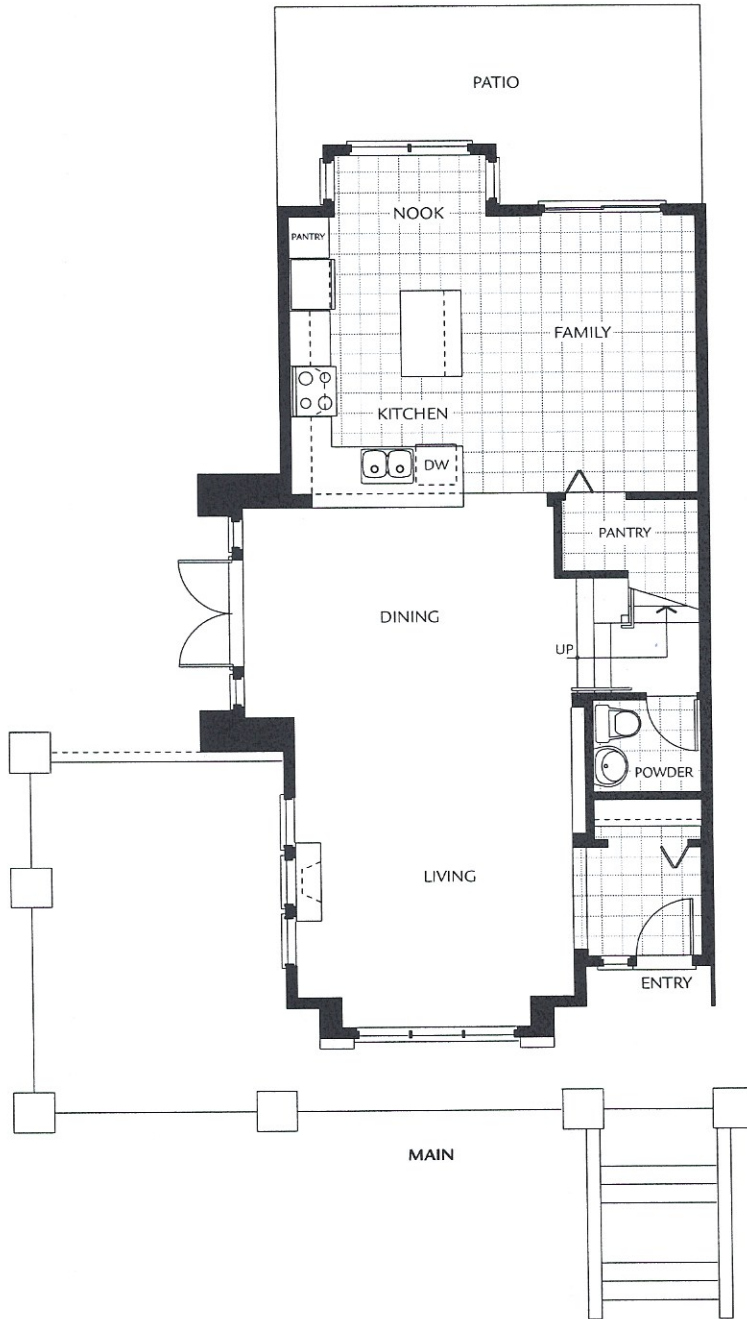 PATIO
NOOK
PANTRY
FAMILY
KITCHEN
DW
PANTRY
DINING
UP
POWDER
LIVING
ENTRY
MAIN